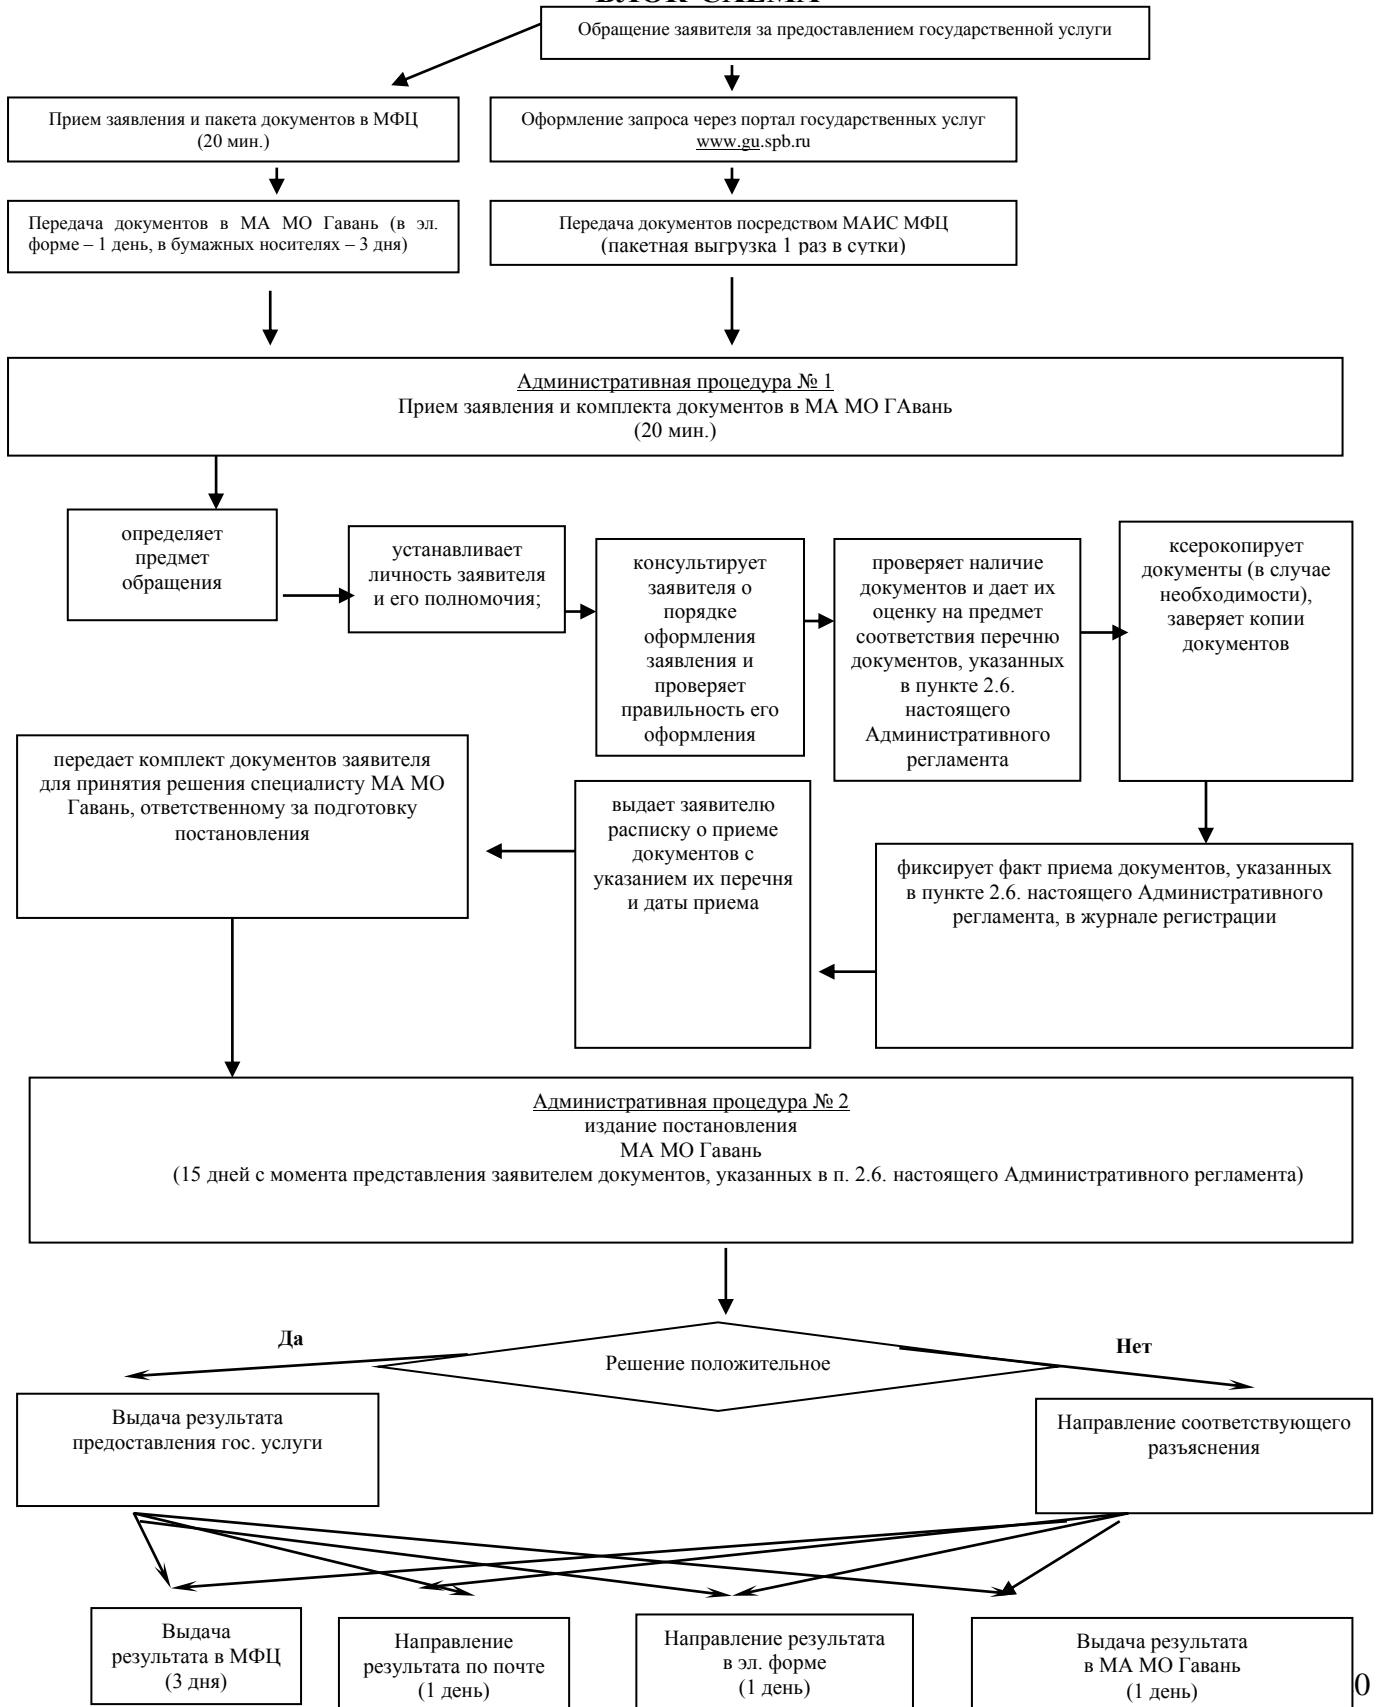 БЛОК-СХЕМА
Обращение заявителя за предоставлением государственной услуги
Прием заявления и пакета документов в МФЦ
(20 мин.)
Оформление запроса через портал государственных услуг
www.gu.spb.ru
Передача документов в МА МО Гавань (в эл.
форме – 1 день, в бумажных носителях – 3 дня)
Передача документов посредством МАИС МФЦ
(пакетная выгрузка 1 раз в сутки)
Административная процедура № 1
Прием заявления и комплекта документов в МА МО ГАвань
(20 мин.)
определяет
предмет
обращения
устанавливает
личность заявителя
и его полномочия;
консультирует
заявителя о
порядке
оформления
заявления и
проверяет
правильность его
оформления
проверяет наличие
документов и дает их
оценку на предмет
соответствия перечню
документов, указанных
в пункте 2.6.
настоящего
Административного
регламента
ксерокопирует
документы (в случае
необходимости),
заверяет копии
документов
передает комплект документов заявителя
для принятия решения специалисту МА МО
Гавань, ответственному за подготовку
постановления
выдает заявителю
расписку о приеме
документов с
указанием их перечня
и даты приема
фиксирует факт приема документов, указанных
в пункте 2.6. настоящего Административного
регламента, в журнале регистрации
Административная процедура № 2
издание постановления
МА МО Гавань
(15 дней с момента представления заявителем документов, указанных в п. 2.6. настоящего Административного регламента)
Да
Решение положительное
Нет
Выдача результата
предоставления гос. услуги
Направление соответствующего
разъяснения
Выдача
результата в МФЦ
(3 дня)
Направление
результата по почте
(1 день)
Направление результата
в эл. форме
(1 день)
Выдача результата
в МА МО Гавань
(1 день)
0